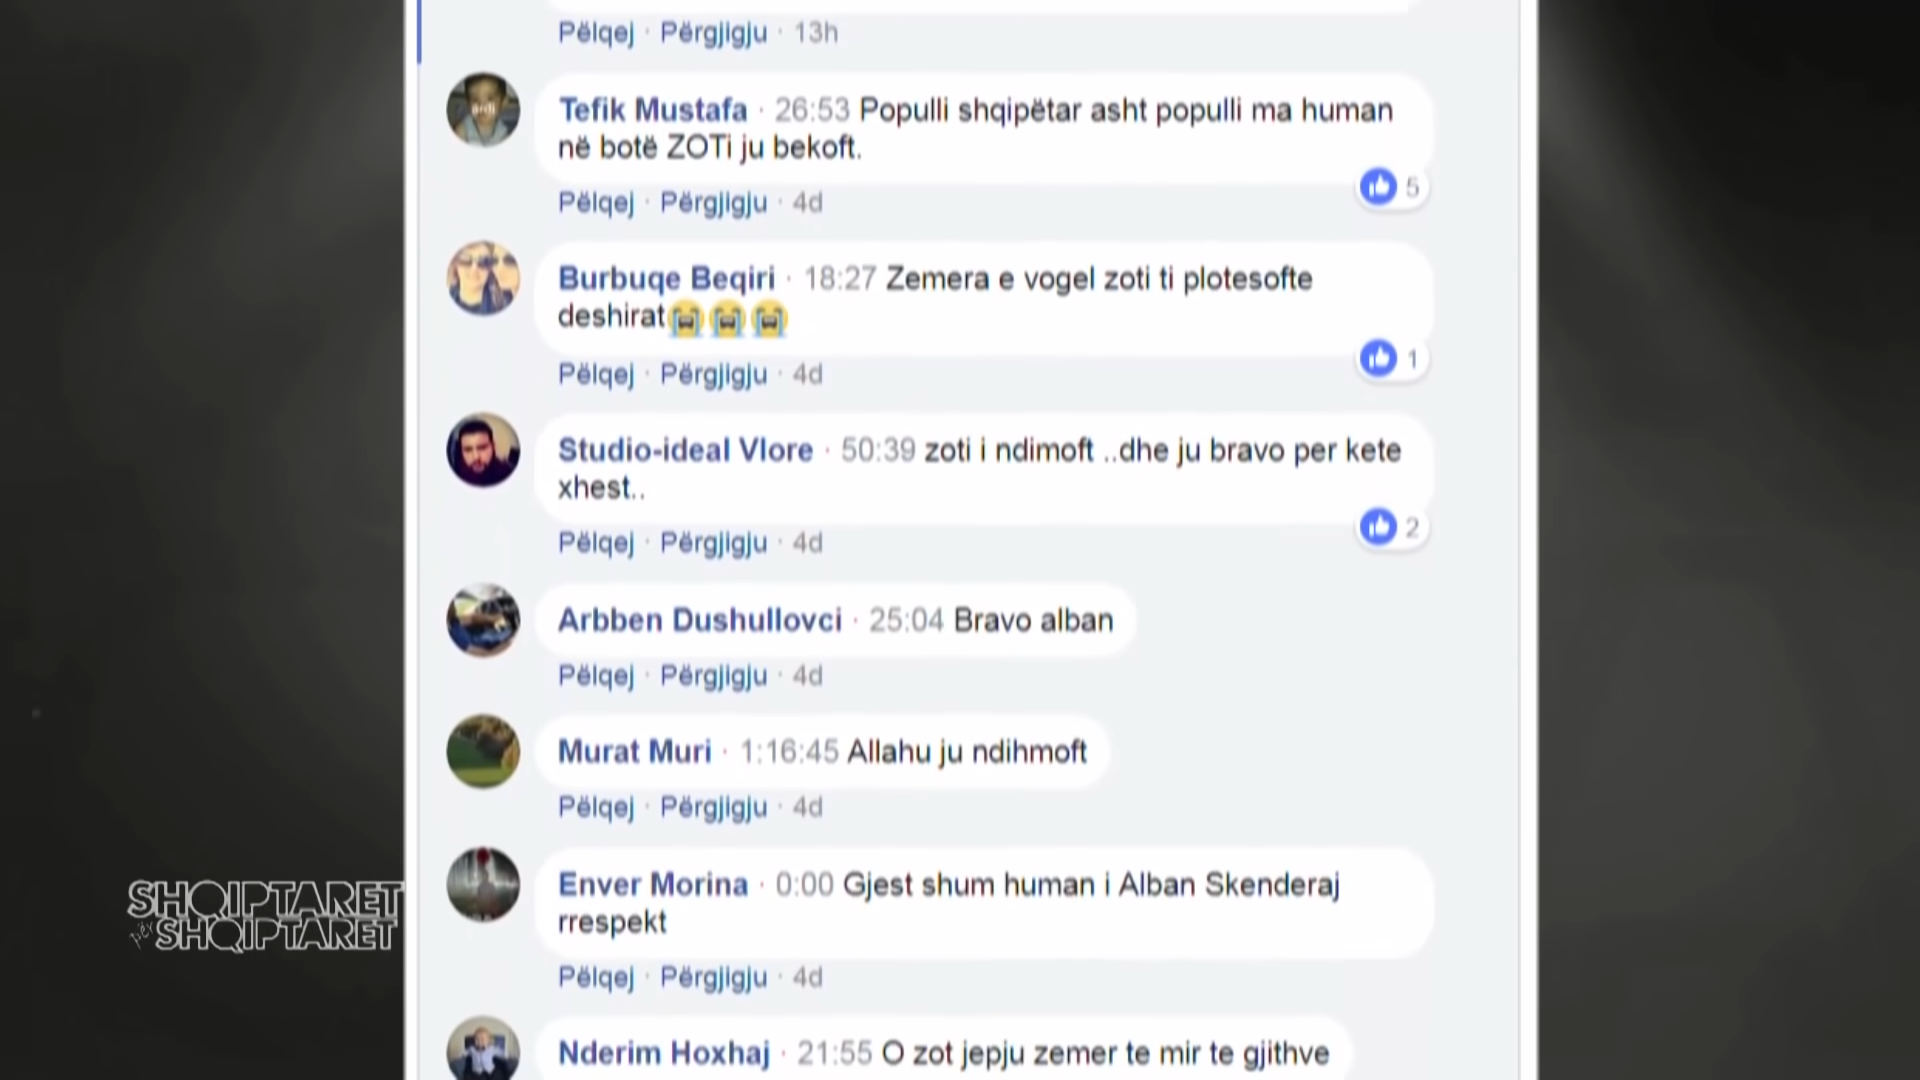 Pëlqej · Përgjigju · 13h
Tefik Mustafa · 26:53 Populli shqipëtar asht populli ma human
në botë ZOTi ju bekoft.
5
Pëlqej · Përgjigju · 4d
Burbuqe Beqiri · 18:27 Zemera e vogel zoti ti plotesofte
deshirat😭😭😭
1
Pëlqej · Përgjigju · 4d
Studio-ideal Vlore · 50:39 zoti i ndimoft ..dhe ju bravo per kete
xhest..
2
Pëlqej · Përgjigju · 4d
Arbben Dushullovci · 25:04 Bravo alban
Pëlqej · Përgjigju · 4d
Murat Muri · 1:16:45 Allahu ju ndihmoft
Pëlqej · Përgjigju · 4d
Enver Morina · 0:00 Gjest shum human i Alban Skenderaj
rrespekt
Pëlqej · Përgjigju · 4d
Nderim Hoxhaj · 21:55 O zot jepju zemer te mir te gjithve
SHQIPTARET
për SHQIPTARET